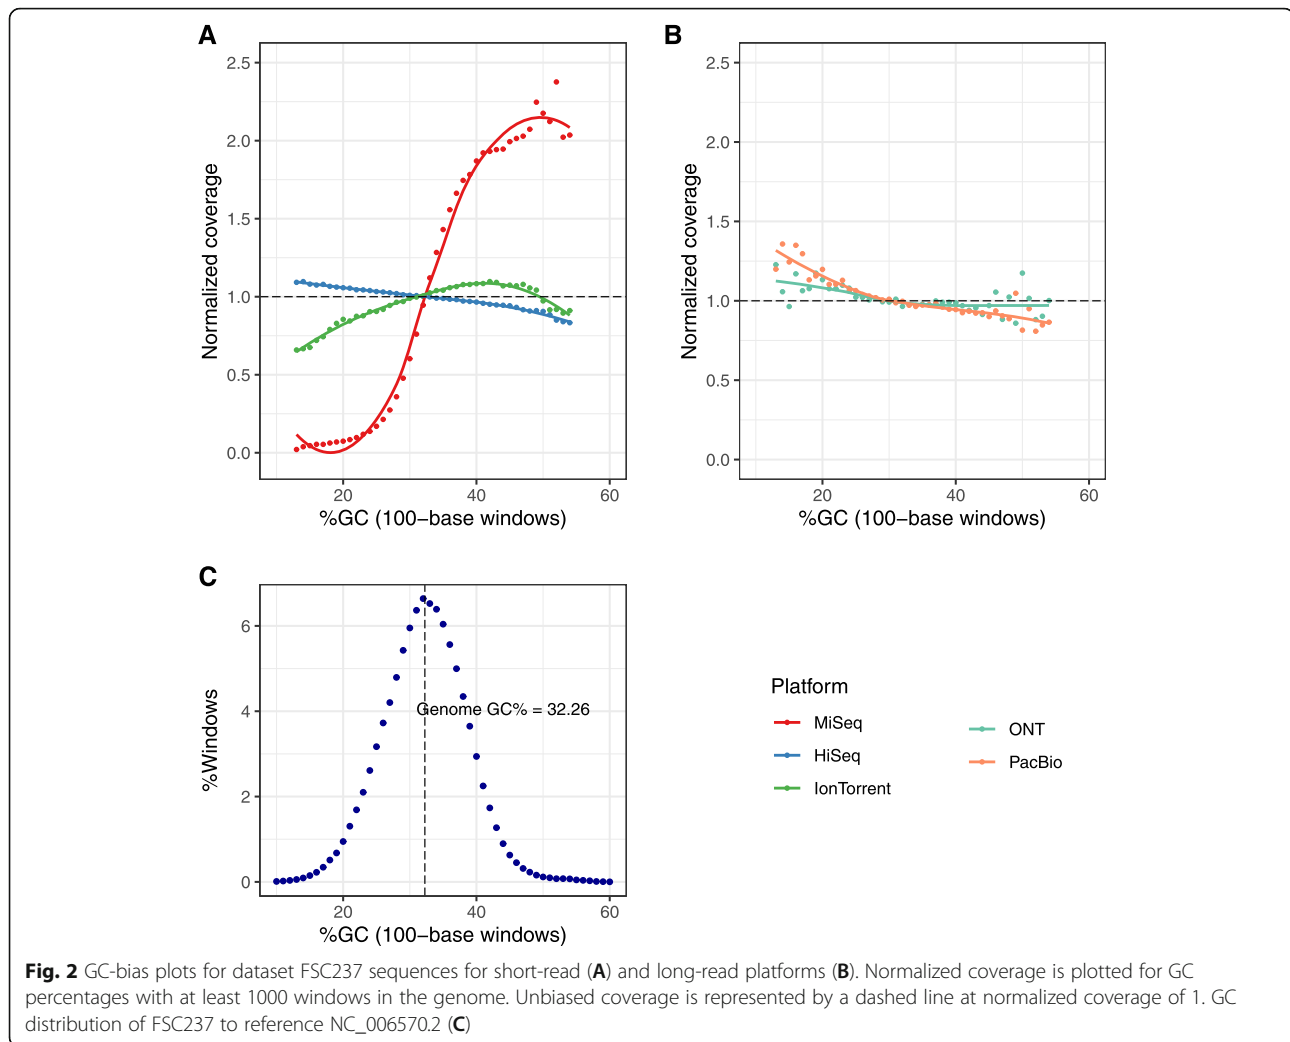 A
B
2.5
2.0
1.5
1.0
0.5
0.0
Normalized coverage
20 40 60
%GC (100−base windows)
2.5
2.0
1.5
1.0
0.5
0.0
Normalized coverage
20 40 60
%GC (100−base windows)
C
6
4
2
0
%Windows
Genome GC% = 32.26
20 40 60
%GC (100−base windows)
Platform
MiSeq
HiSeq
IonTorrent
ONT
PacBio
Fig. 2 GC-bias plots for dataset FSC237 sequences for short-read (A) and long-read platforms (B). Normalized coverage is plotted for GC
percentages with at least 1000 windows in the genome. Unbiased coverage is represented by a dashed line at normalized coverage of 1. GC
distribution of FSC237 to reference NC_006570.2 (C)